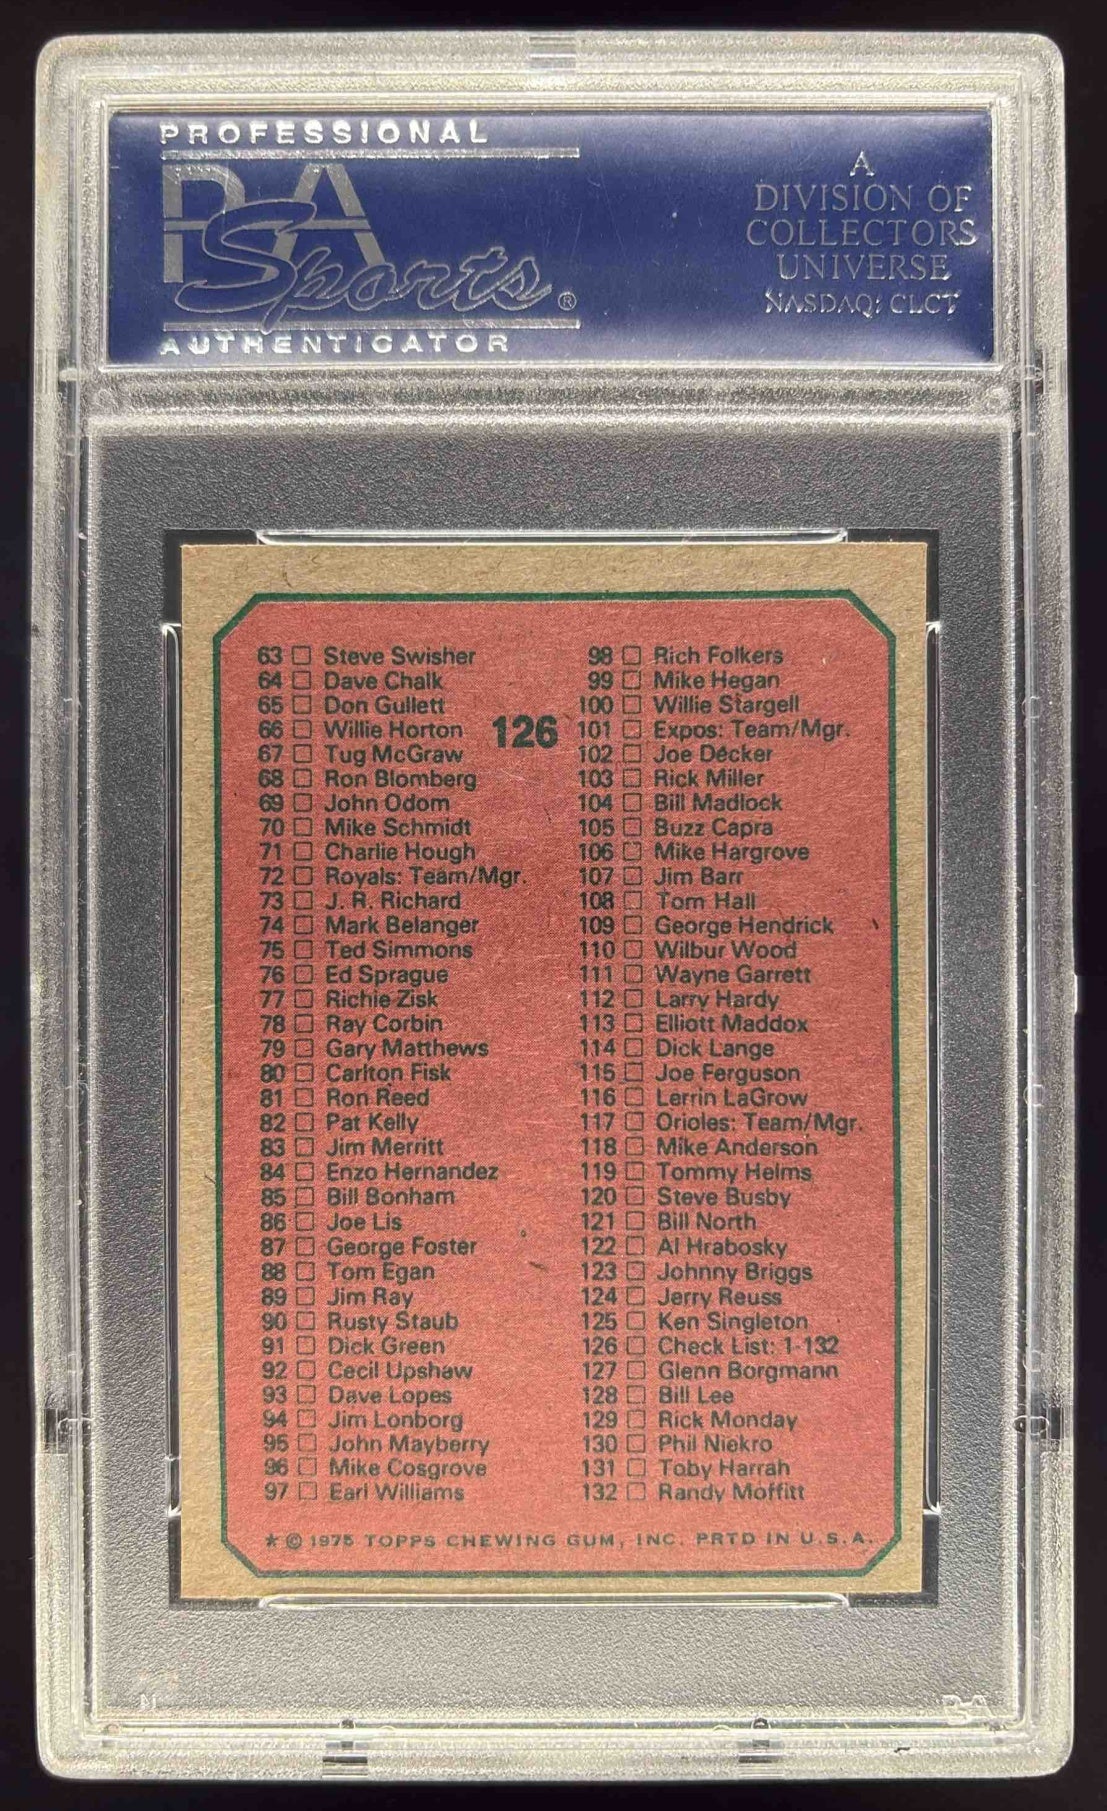 PROFESSIONAL
PSA
Sports®
AUTHENTICATOR
A
DIVISION OF
COLLECTORS
UNIVERSE
NASDAQ: CLCT
126
63 □ Steve Swisher
64 □ Dave Chalk
65 □ Don Gullett
66 □ Willie Horton
67 □ Tug McGraw
68 □ Ron Blomberg
69 □ John Odom
70 □ Mike Schmidt
71 □ Charlie Hough
72 □ Royals: Team/Mgr.
73 □ J. R. Richard
74 □ Mark Belanger
75 □ Ted Simmons
76 □ Ed Sprague
77 □ Richie Zisk
78 □ Ray Corbin
79 □ Gary Matthews
80 □ Carlton Fisk
81 □ Ron Reed
82 □ Pat Kelly
83 □ Jim Merritt
84 □ Enzo Hernandez
85 □ Bill Bonham
86 □ Joe Lis
87 □ George Foster
88 □ Tom Egan
89 □ Jim Ray
90 □ Rusty Staub
91 □ Dick Green
92 □ Cecil Upshaw
93 □ Dave Lopes
94 □ Jim Lonborg
95 □ John Mayberry
96 □ Mike Cosgrove
97 □ Earl Williams
98 □ Rich Folkers
99 □ Mike Hegan
100 □ Willie Stargell
101 □ Expos: Team/Mgr.
102 □ Joe Decker
103 □ Rick Miller
104 □ Bill Madlock
105 □ Buzz Capra
106 □ Mike Hargrove
107 □ Jim Barr
108 □ Tom Hall
109 □ George Hendrick
110 □ Wilbur Wood
111 □ Wayne Garrett
112 □ Larry Hardy
113 □ Elliott Maddox
114 □ Dick Lange
115 □ Joe Ferguson
116 □ Lerrin LaGrow
117 □ Orioles: Team/Mgr.
118 □ Mike Anderson
119 □ Tommy Helms
120 □ Steve Busby
121 □ Bill North
122 □ Al Hrabosky
123 □ Johnny Briggs
124 □ Jerry Reuss
125 □ Ken Singleton
126 □ Check List: 1-132
127 □ Glenn Borgmann
128 □ Bill Lee
129 □ Rick Monday
130 □ Phil Niekro
131 □ Toby Harrah
132 □ Randy Moffitt
★ © 1975 TOPPS CHEWING GUM, INC. PRTD IN U.S.A.
PSA